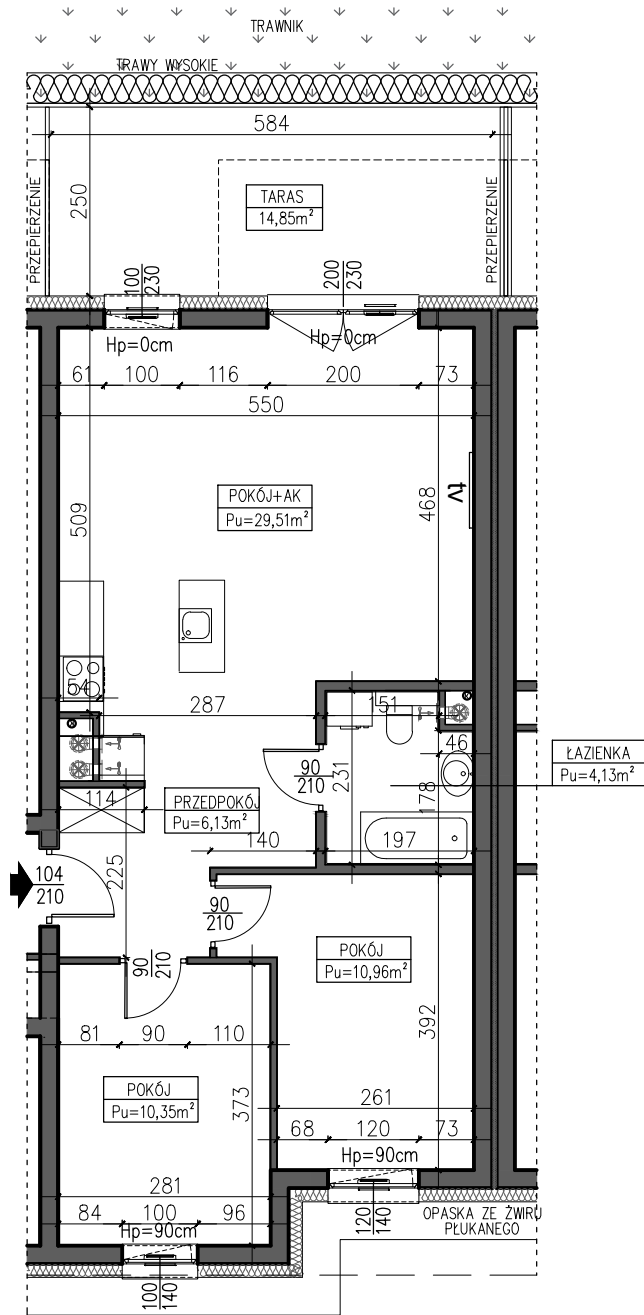 TRAWNIK
TRAWY WYSOKIE
584
250
PRZEPIERZENIE
TARAS
14,85m²
PRZEPIERZENIE
100
230
200
230
Hp=0cm
Hp=0cm
61
100
116
200
73
550
509
POKÓJ+AK
Pu=29,51m²
468
tv
54
287
151
46
ŁAZIENKA
Pu=4,13m²
90
210
231
178
114
PRZEDPOKÓJ
Pu=6,13m²
140
197
104
210
225
90
210
90
210
POKÓJ
Pu=10,96m²
392
81
90
110
POKÓJ
Pu=10,35m²
373
261
68
120
73
Hp=90cm
281
84
100
96
Hp=90cm
120
140
OPASKA ZE ŻWIRU
PŁUKANEGO
100
140